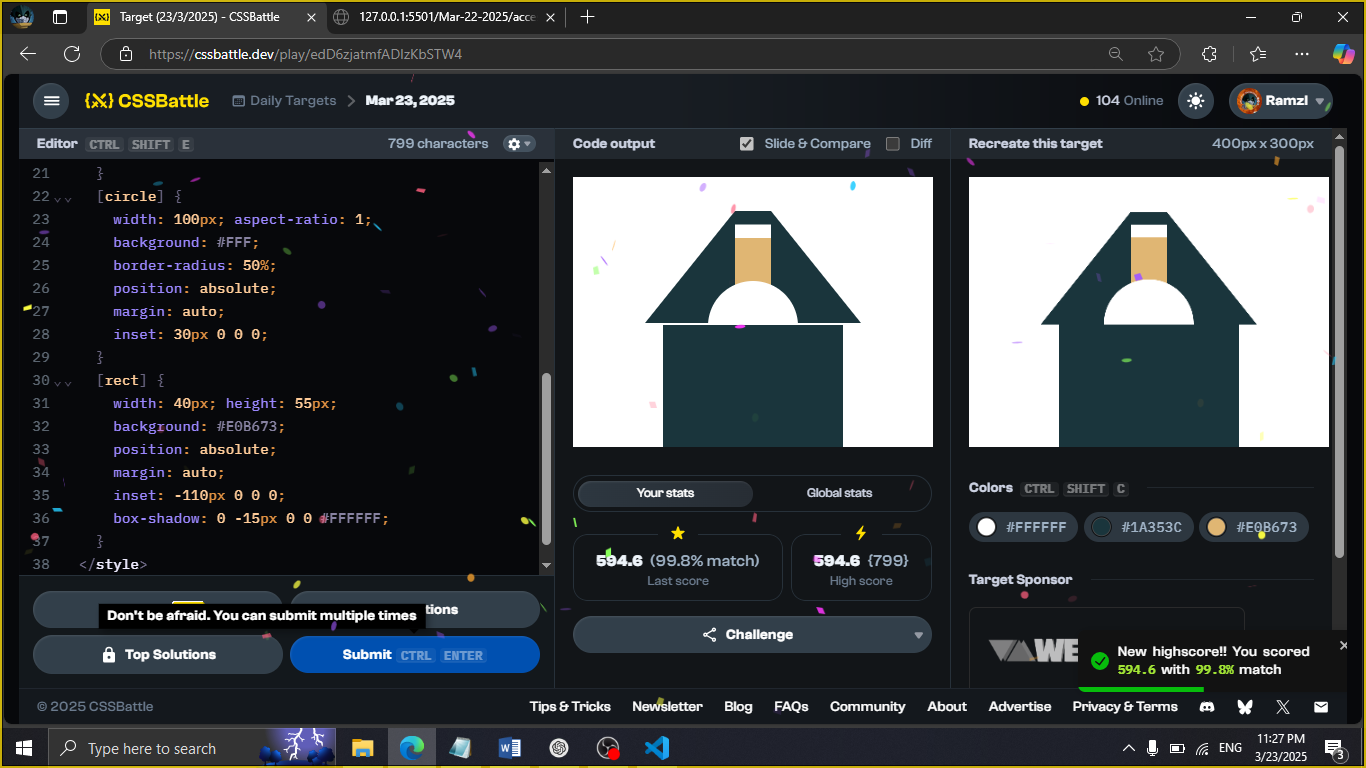 Target (23/3/2025) - CSSBattle
127.0.0.1:5501/Mar-22-2025/acce
https://cssbattle.dev/play/edD6zjatmfADIzKbSTW4
CSSBattle
Daily Targets
Mar 23, 2025
104 Online
Ramzl
Editor CTRL SHIFT E
799 characters
Code output
Slide & Compare
Diff
Recreate this target
400px x 300px
21 }
22 [circle] {
23 width: 100px; aspect-ratio: 1;
24 background: #FFF;
25 border-radius: 50%;
26 position: absolute;
27 margin: auto;
28 inset: 30px 0 0 0;
29 }
30 [rect] {
31 width: 40px; height: 55px;
32 background: #E0B673;
33 position: absolute;
34 margin: auto;
35 inset: -110px 0 0 0;
36 box-shadow: 0 -15px 0 0 #FFFFFF;
37 }
38 </style>
Your stats
Global stats
594.6 (99.8% match)
Last score
594.6 {799}
High score
Challenge
Colors CTRL SHIFT C
#FFFFFF
#1A353C
#E0B673
Target Sponsor
WE
Don't be afraid. You can submit multiple times
Top Solutions
Submit CTRL ENTER
New highscore!! You scored
594.6 with 99.8% match
© 2025 CSSBattle
Tips & Tricks
Newsletter
Blog
FAQs
Community
About
Advertise
Privacy & Terms
Type here to search
ENG
11:27 PM
3/23/2025
3